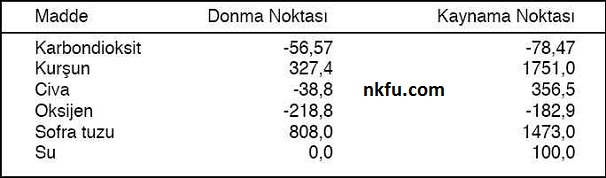 Madde Donma Noktası Kaynama Noktası
Karbondioksit -56,57 -78,47
Kurşun 327,4 1751,0
Civa -38,8 nkfu.com 356,5
Oksijen -218,8 -182,9
Sofra tuzu 808,0 1473,0
Su 0,0 100,0